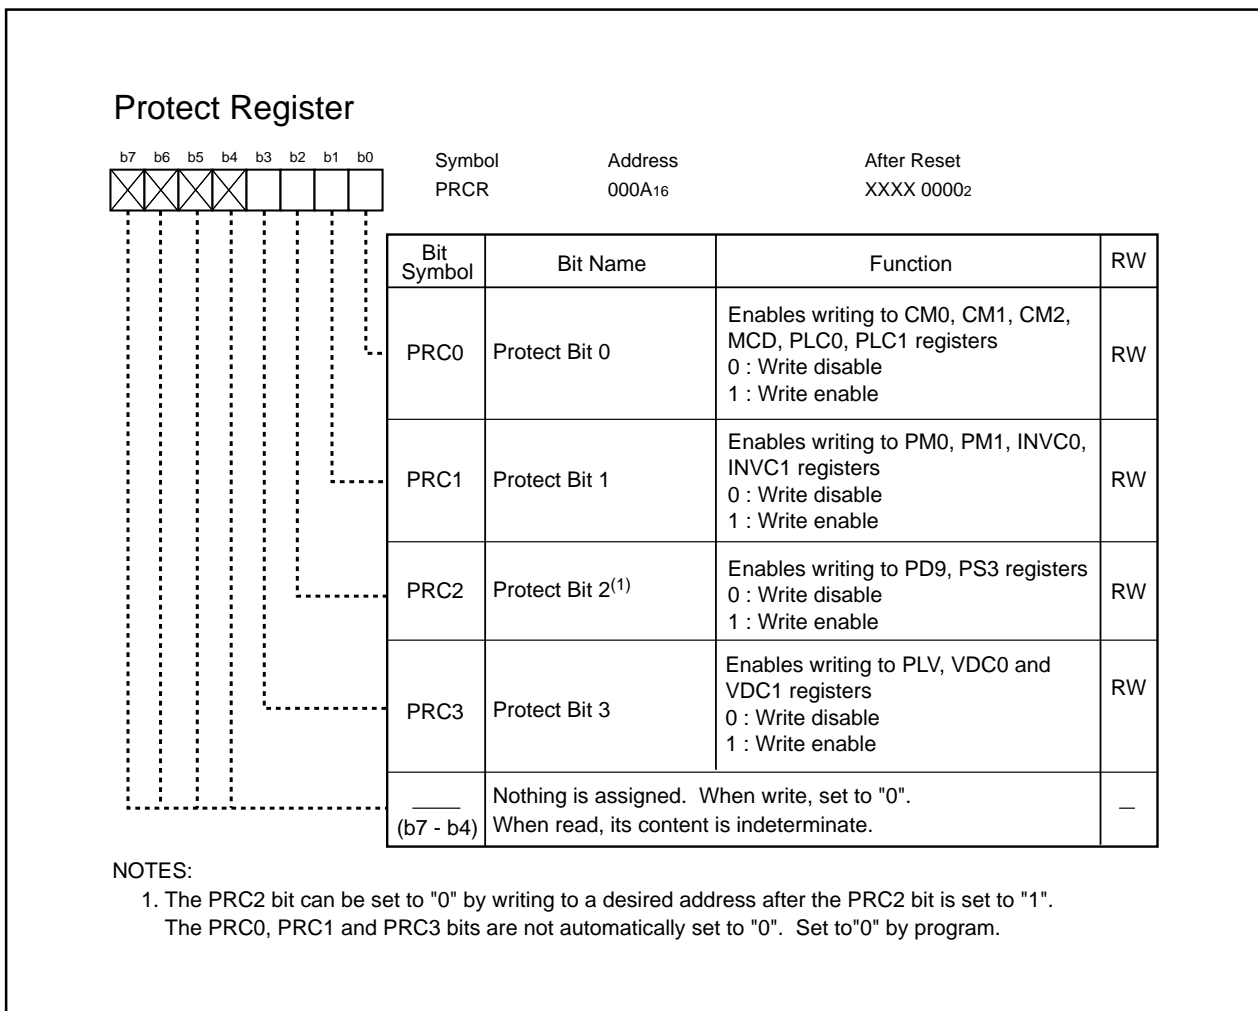 Protect Register
b7 b6 b5 b4 b3 b2 b1 b0
Symbol Address After Reset
PRCR 000A16 XXXX 00002
Bit Symbol Bit Name Function RW
PRC0 Protect Bit 0 RW
Enables writing to CM0, CM1, CM2,
MCD, PLC0, PLC1 registers
0 : Write disable
1 : Write enable
PRC1 Protect Bit 1 RW
Enables writing to PM0, PM1, INVC0,
INVC1 registers
0 : Write disable
1 : Write enable
PRC2 Protect Bit 2(1) RW
Enables writing to PD9, PS3 registers
0 : Write disable
1 : Write enable
PRC3 Protect Bit 3 RW
Enables writing to PLV, VDC0 and
VDC1 registers
0 : Write disable
1 : Write enable
(b7 - b4)
Nothing is assigned. When write, set to "0".
When read, its content is indeterminate.
—
NOTES:
1. The PRC2 bit can be set to "0" by writing to a desired address after the PRC2 bit is set to "1".
The PRC0, PRC1 and PRC3 bits are not automatically set to "0". Set to"0" by program.